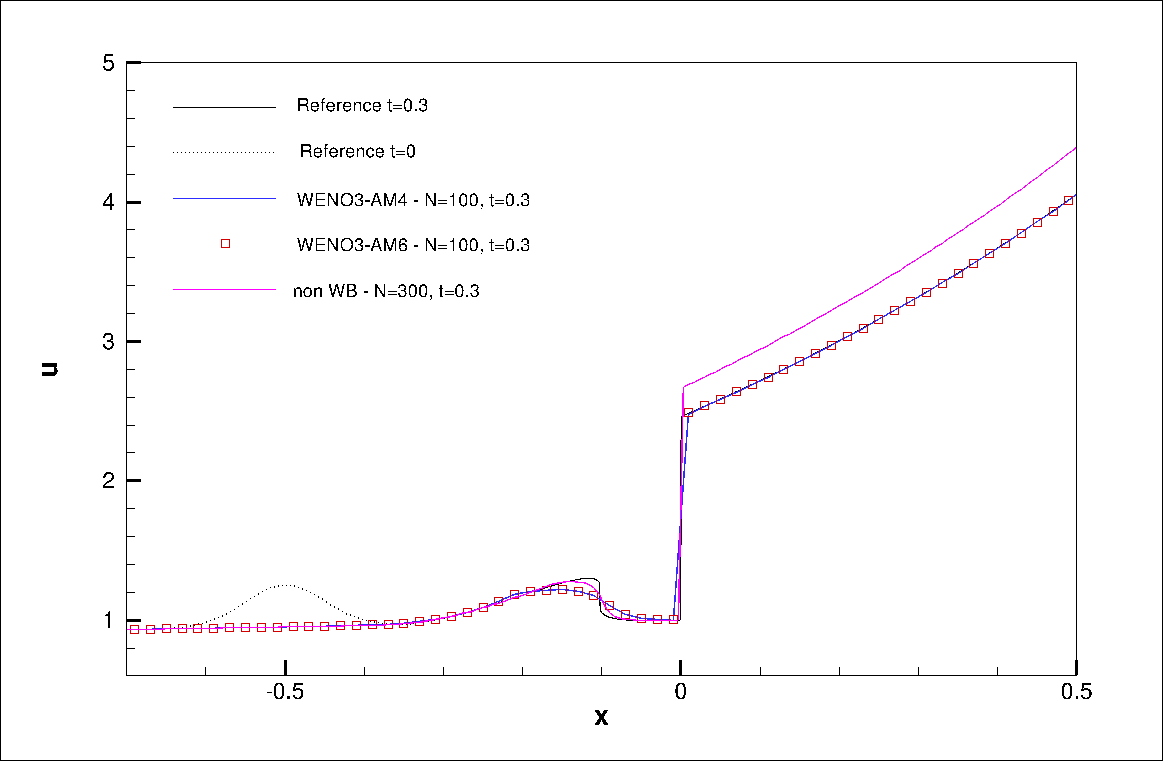 5
Reference t=0.3
Reference t=0
4
WENO3-AM4 - N=100, t=0.3
WENO3-AM6 - N=100, t=0.3
non WB - N=300, t=0.3
3
u
2
1
-0.5
0
0.5
x